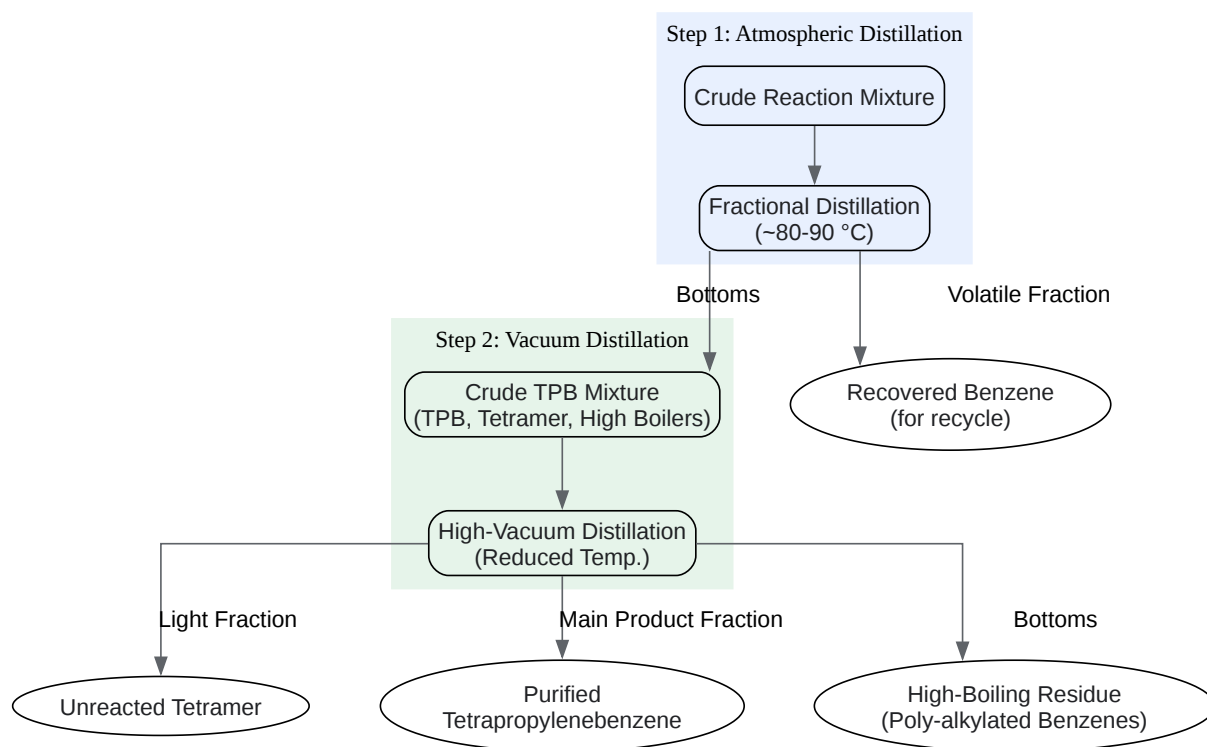 Step 1: Atmospheric Distillation
Crude Reaction Mixture
Fractional Distillation
(~80-90 °C)
Bottoms
Volatile Fraction
Step 2: Vacuum Distillation
Crude TPB Mixture
(TPB, Tetramer, High Boilers)
Recovered Benzene
(for recycle)
High-Vacuum Distillation
(Reduced Temp.)
Light Fraction
Main Product Fraction
Bottoms
Unreacted Tetramer
Purified
Tetrapropylenebenzene
High-Boiling Residue
(Poly-alkylated Benzenes)